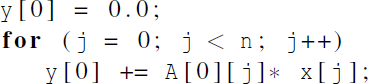 y[0] = 0.0;
for (j = 0; j < n; j++)
y[0] += A[0][j]* x[j];